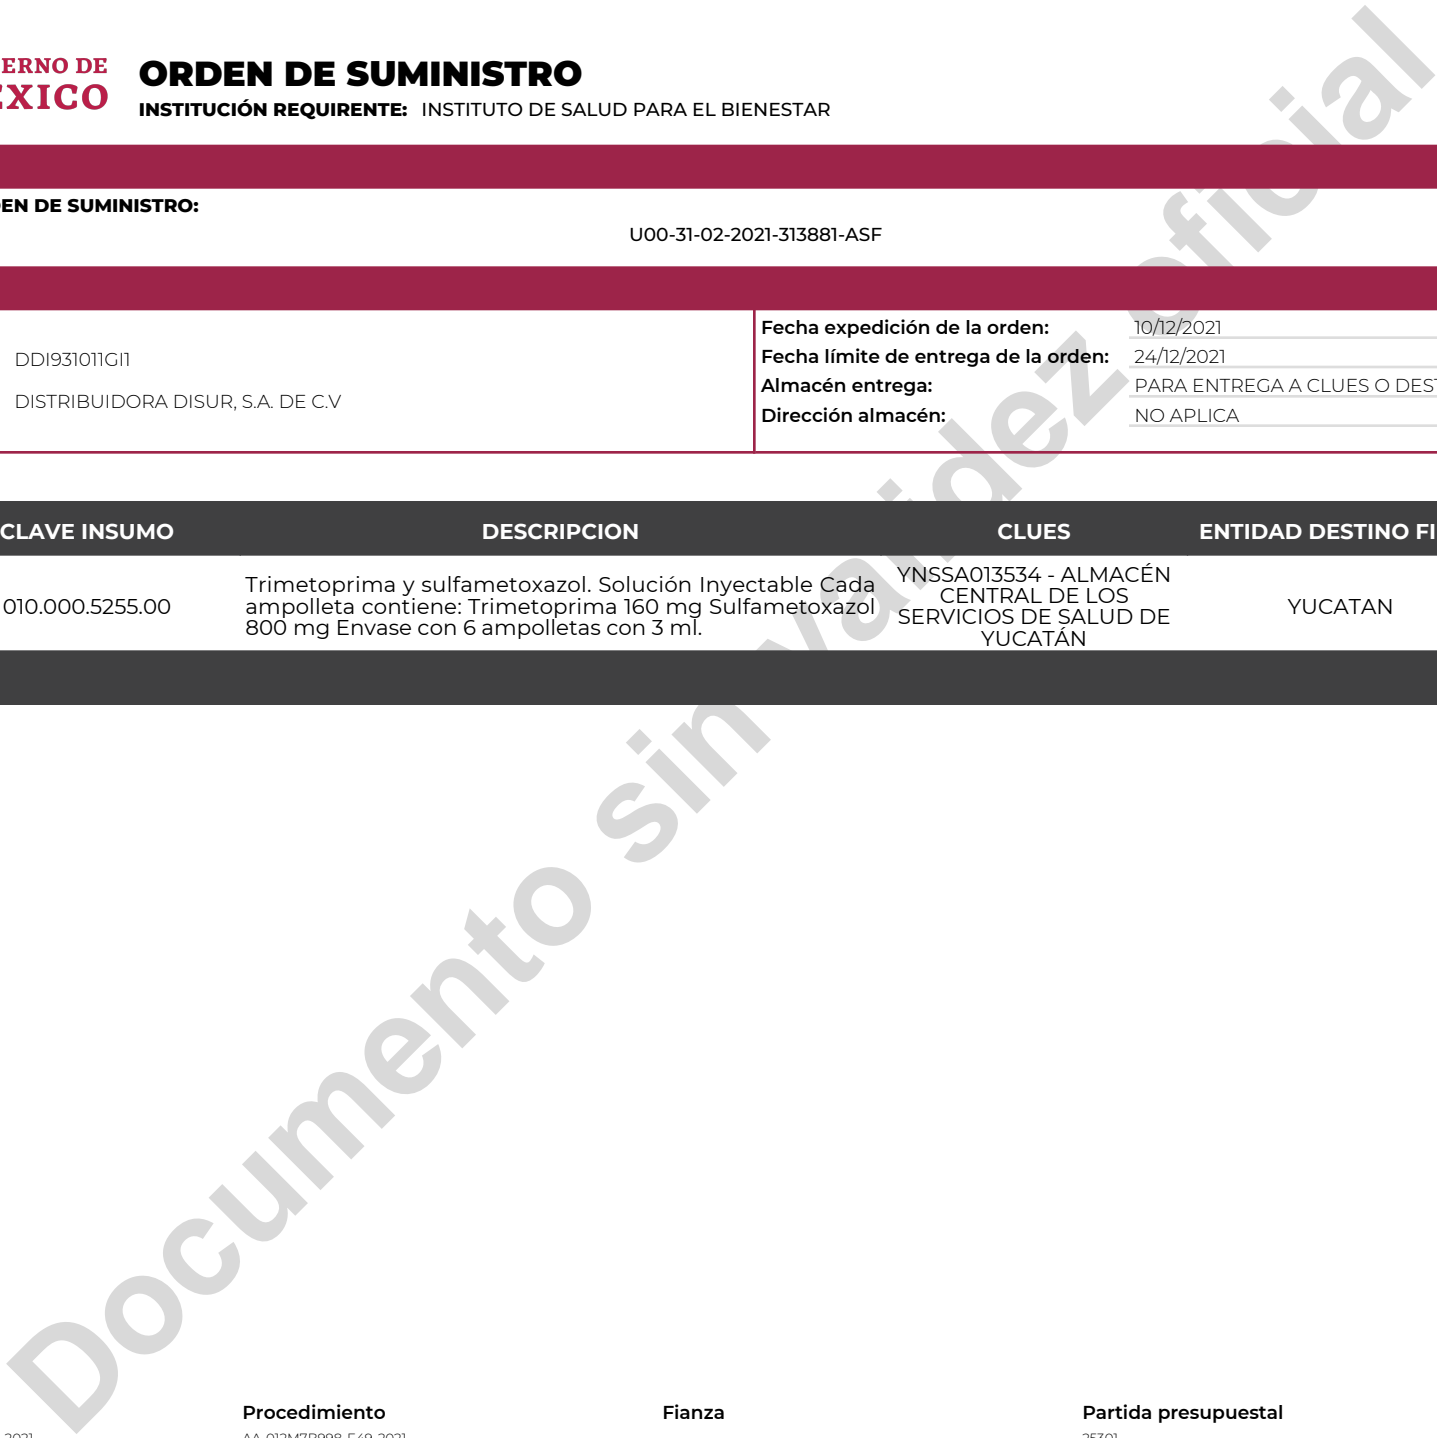 ERNO DE
EXICO
ORDEN DE SUMINISTRO
INSTITUCIÓN REQUIRENTE: INSTITUTO DE SALUD PARA EL BIENESTAR
EN DE SUMINISTRO:
U00-31-02-2021-313881-ASF
DDI931011GI1
DISTRIBUIDORA DISUR, S.A. DE C.V
Fecha expedición de la orden: 10/12/2021
Fecha límite de entrega de la orden: 24/12/2021
Almacén entrega: PARA ENTREGA A CLUES O DEST
Dirección almacén: NO APLICA
CLAVE INSUMO DESCRIPCION CLUES ENTIDAD DESTINO FI
010.000.5255.00
Trimetoprima y sulfametoxazol. Solución Inyectable Cada
ampolleta contiene: Trimetoprima 160 mg Sulfametoxazol
800 mg Envase con 6 ampolletas con 3 ml.
YNSSA013534 - ALMACÉN
CENTRAL DE LOS
SERVICIOS DE SALUD DE
YUCATÁN
YUCATAN
Documento sin validez oficial
Procedimiento Fianza Partida presupuestal